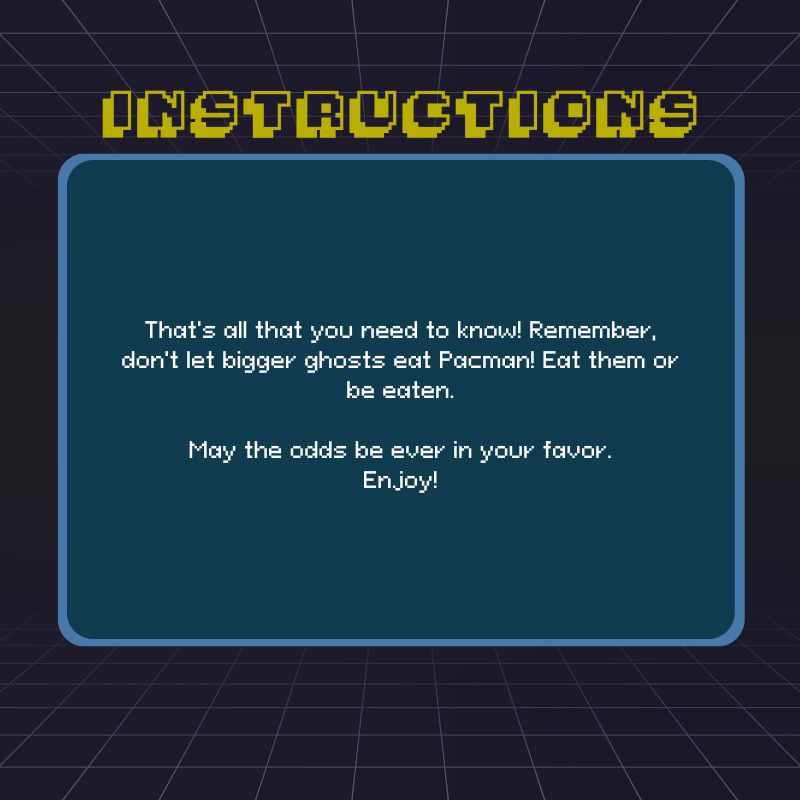 INSTRUCTIONS
That's all that you need to know! Remember,
don't let bigger ghosts eat Pacman! Eat them or
be eaten.
May the odds be ever in your favor.
Enjoy!